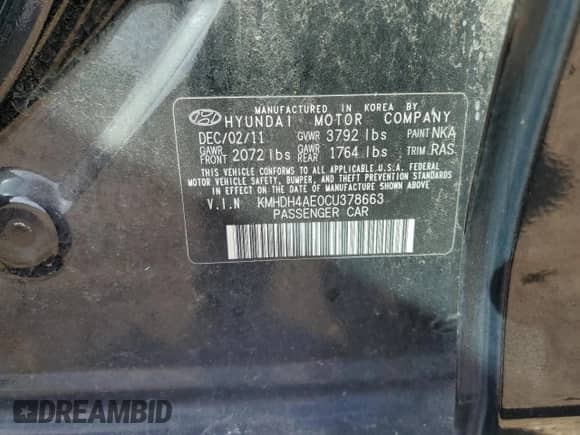 MANUFACTURED IN KOREA BY
HYUNDAI MOTOR COMPANY
DEC/02/11 GVWR 3792 lbs PAINT NKA
GAWR FRONT 2072 lbs GAWR REAR 1764 lbs TRIM RAS
THIS VEHICLE CONFORMS TO ALL APPLICABLE U.S.A. FEDERAL
MOTOR VEHICLE SAFETY, BUMPER, AND THEFT PREVENTION STANDARDS
IN EFFECT ON THE DATE OF MANUFACTURE SHOWN ABOVE.
V.I.N KMHDH4AE0CU378663
PASSENGER CAR
DREAMBID